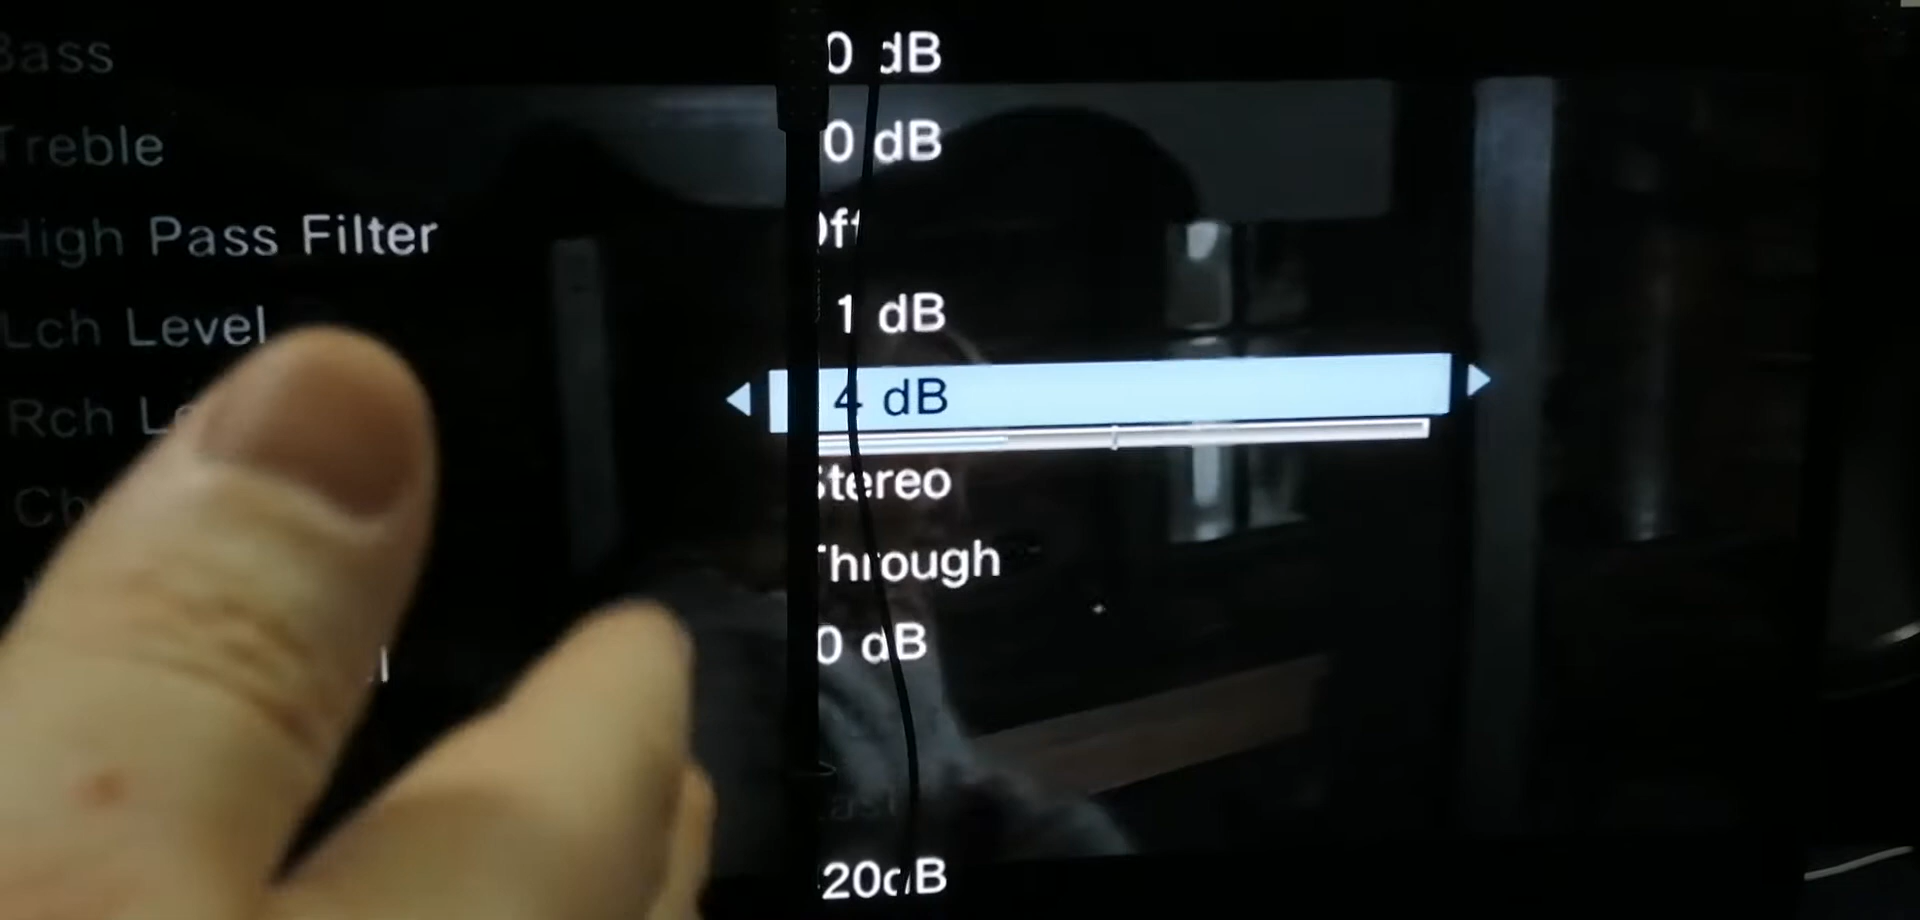 Bass 0 dB
Treble 0 dB
High Pass Filter Off
Lch Level 1 dB
Rch 4 dB
Stereo
Through
0 dB
20dB